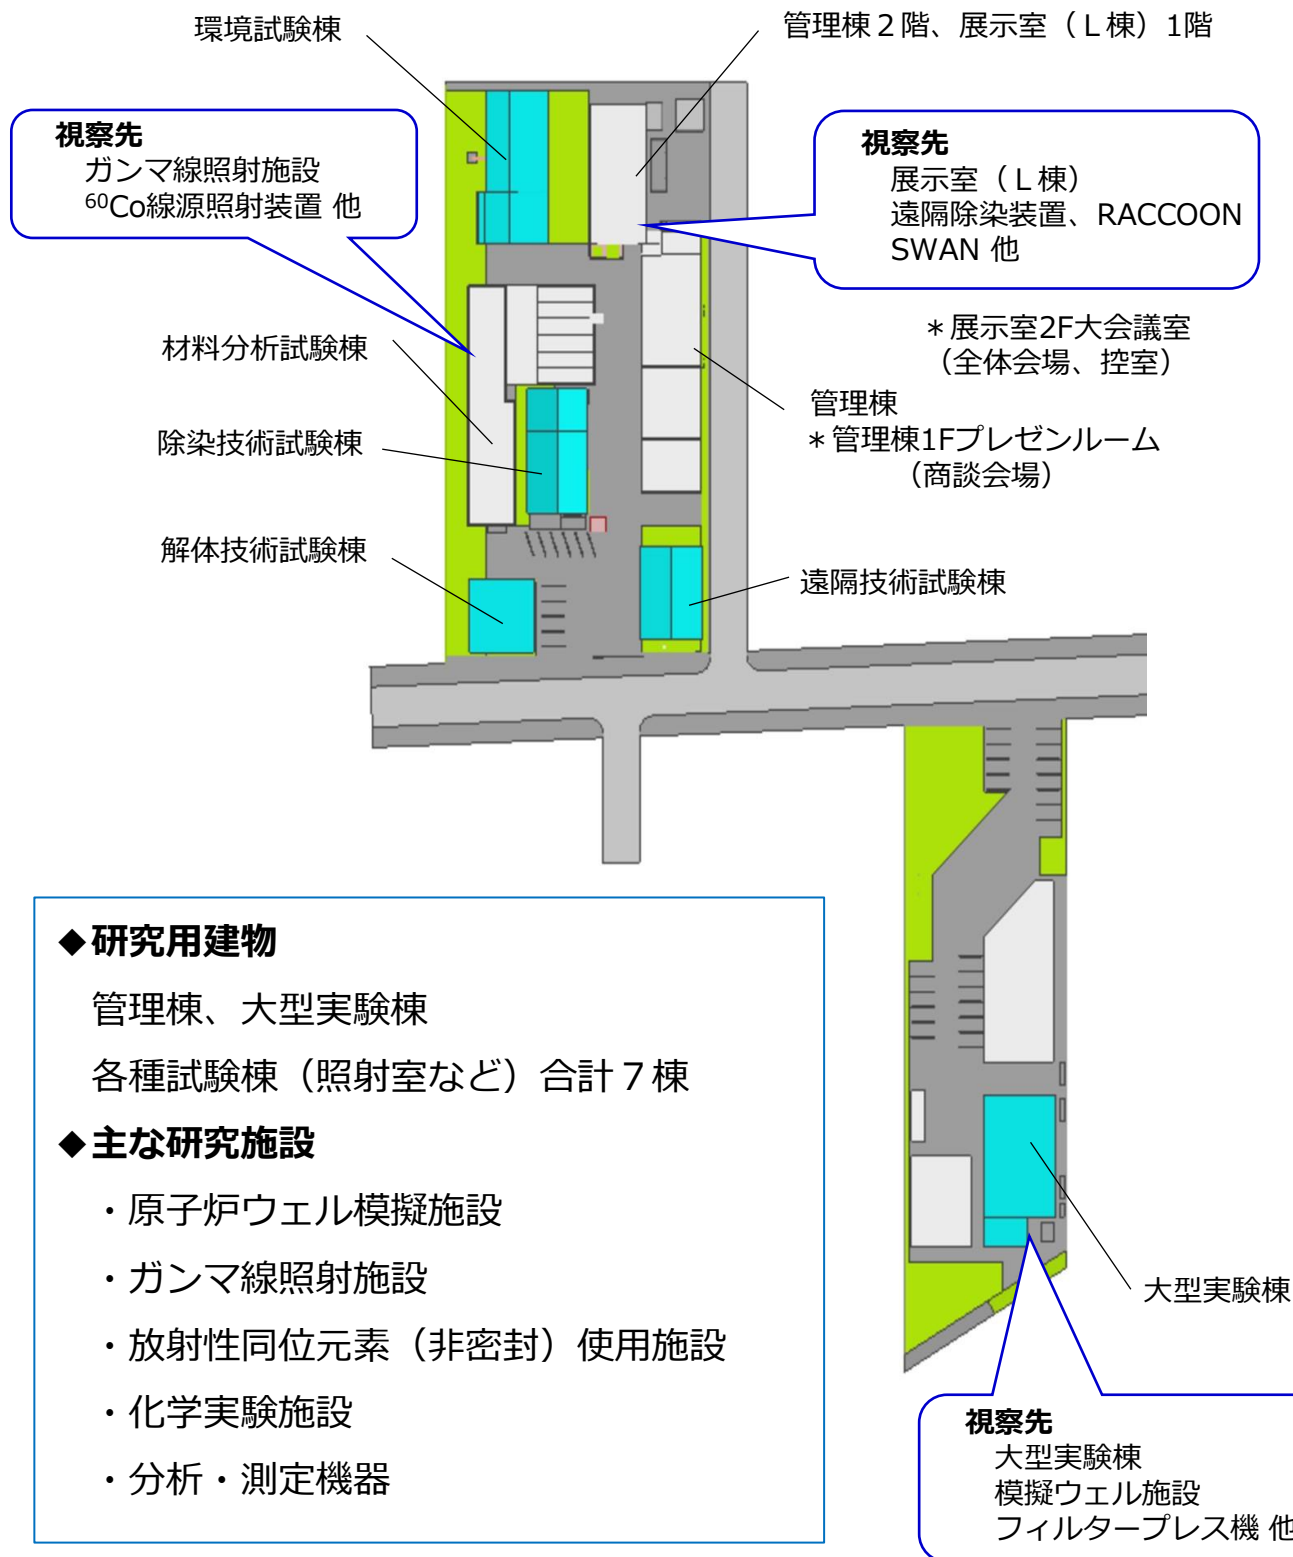 環境試験棟
管理棟２階、展示室（Ｌ棟）1階
視察先
ガンマ線照射施設
⁶⁰Co線源照射装置 他
視察先
展示室（Ｌ棟）
遠隔除染装置、RACCOON
SWAN 他
＊展示室2F大会議室
（全体会場、控室）
材料分析試験棟
管理棟
＊管理棟1Fプレゼンルーム
（商談会場）
除染技術試験棟
解体技術試験棟
遠隔技術試験棟
◆研究用建物
管理棟、大型実験棟
各種試験棟（照射室など）合計７棟
◆主な研究施設
・原子炉ウェル模擬施設
・ガンマ線照射施設
・放射性同位元素（非密封）使用施設
・化学実験施設
・分析・測定機器
大型実験棟
視察先
大型実験棟
模擬ウェル施設
フィルタープレス機 他